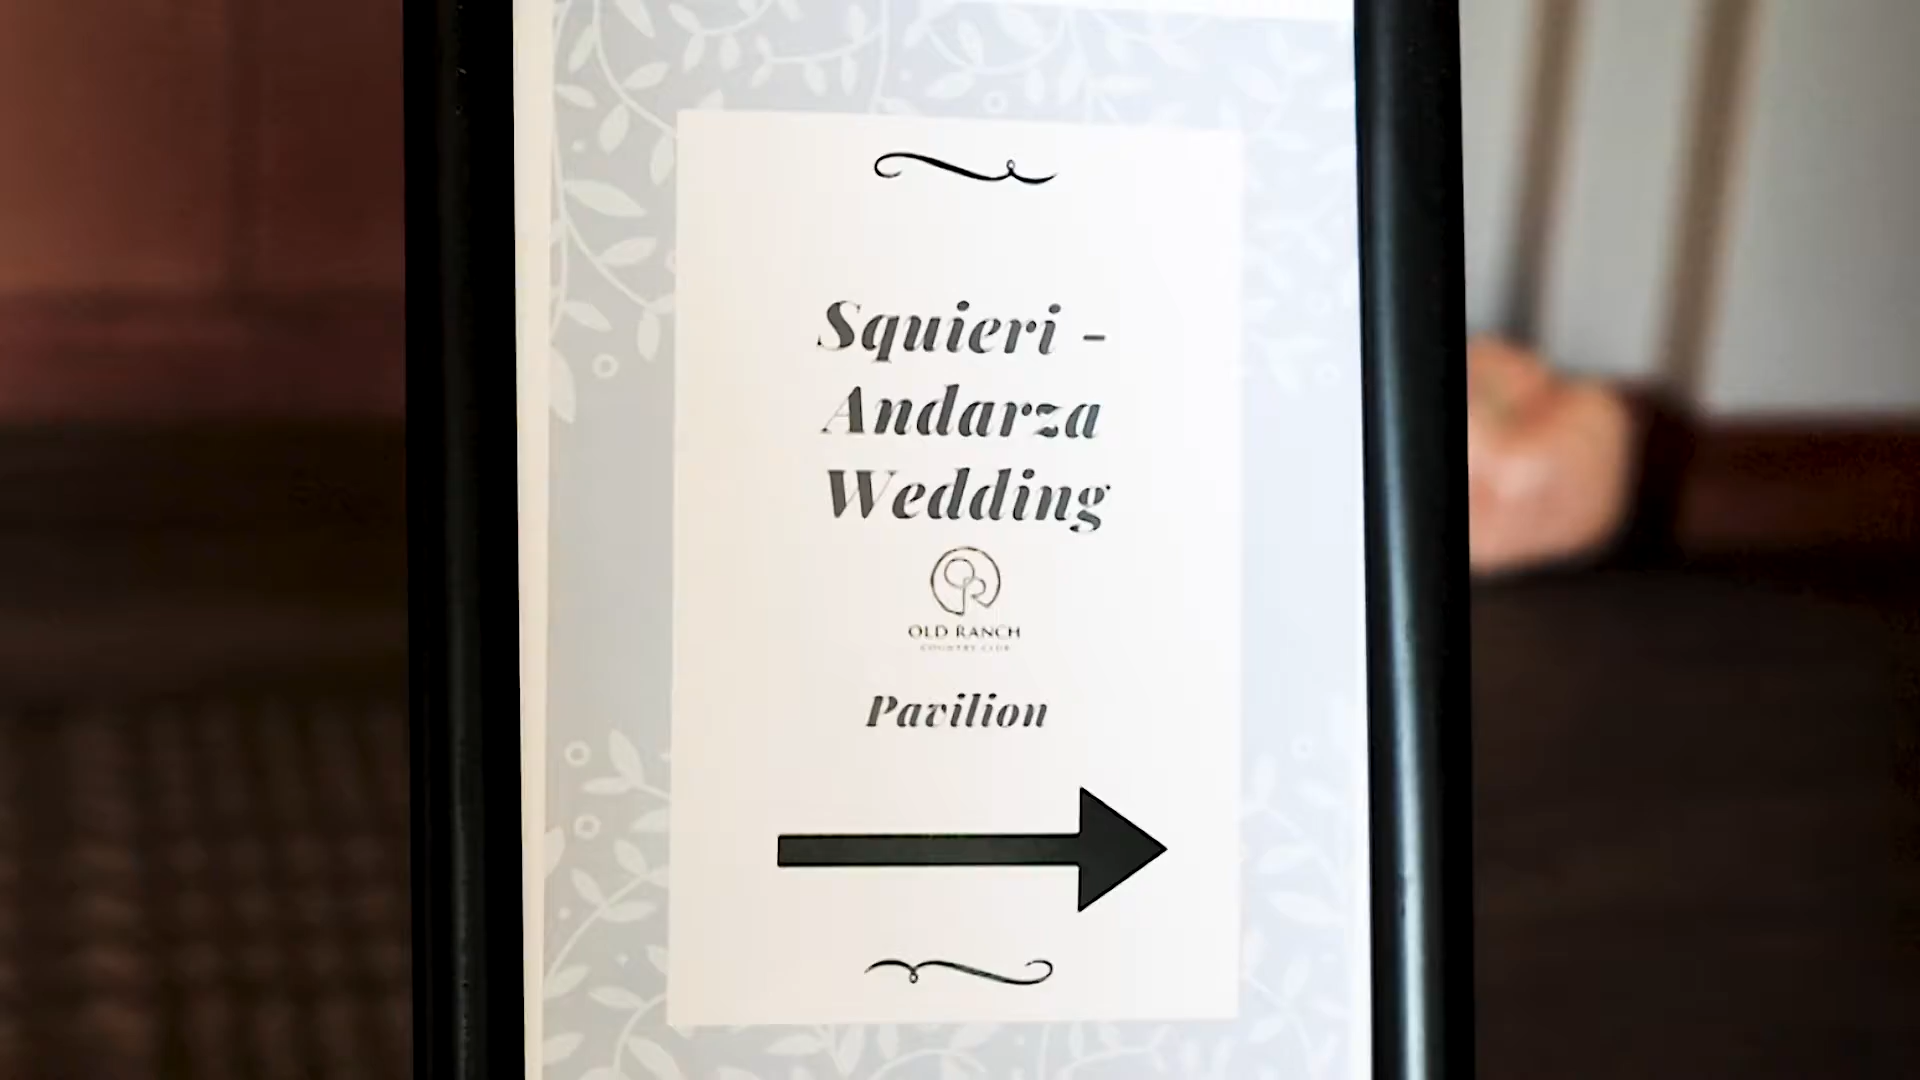 Squieri -
Andarza
Wedding
OLD RANCH
COUNTRY CLUB
Pavilion